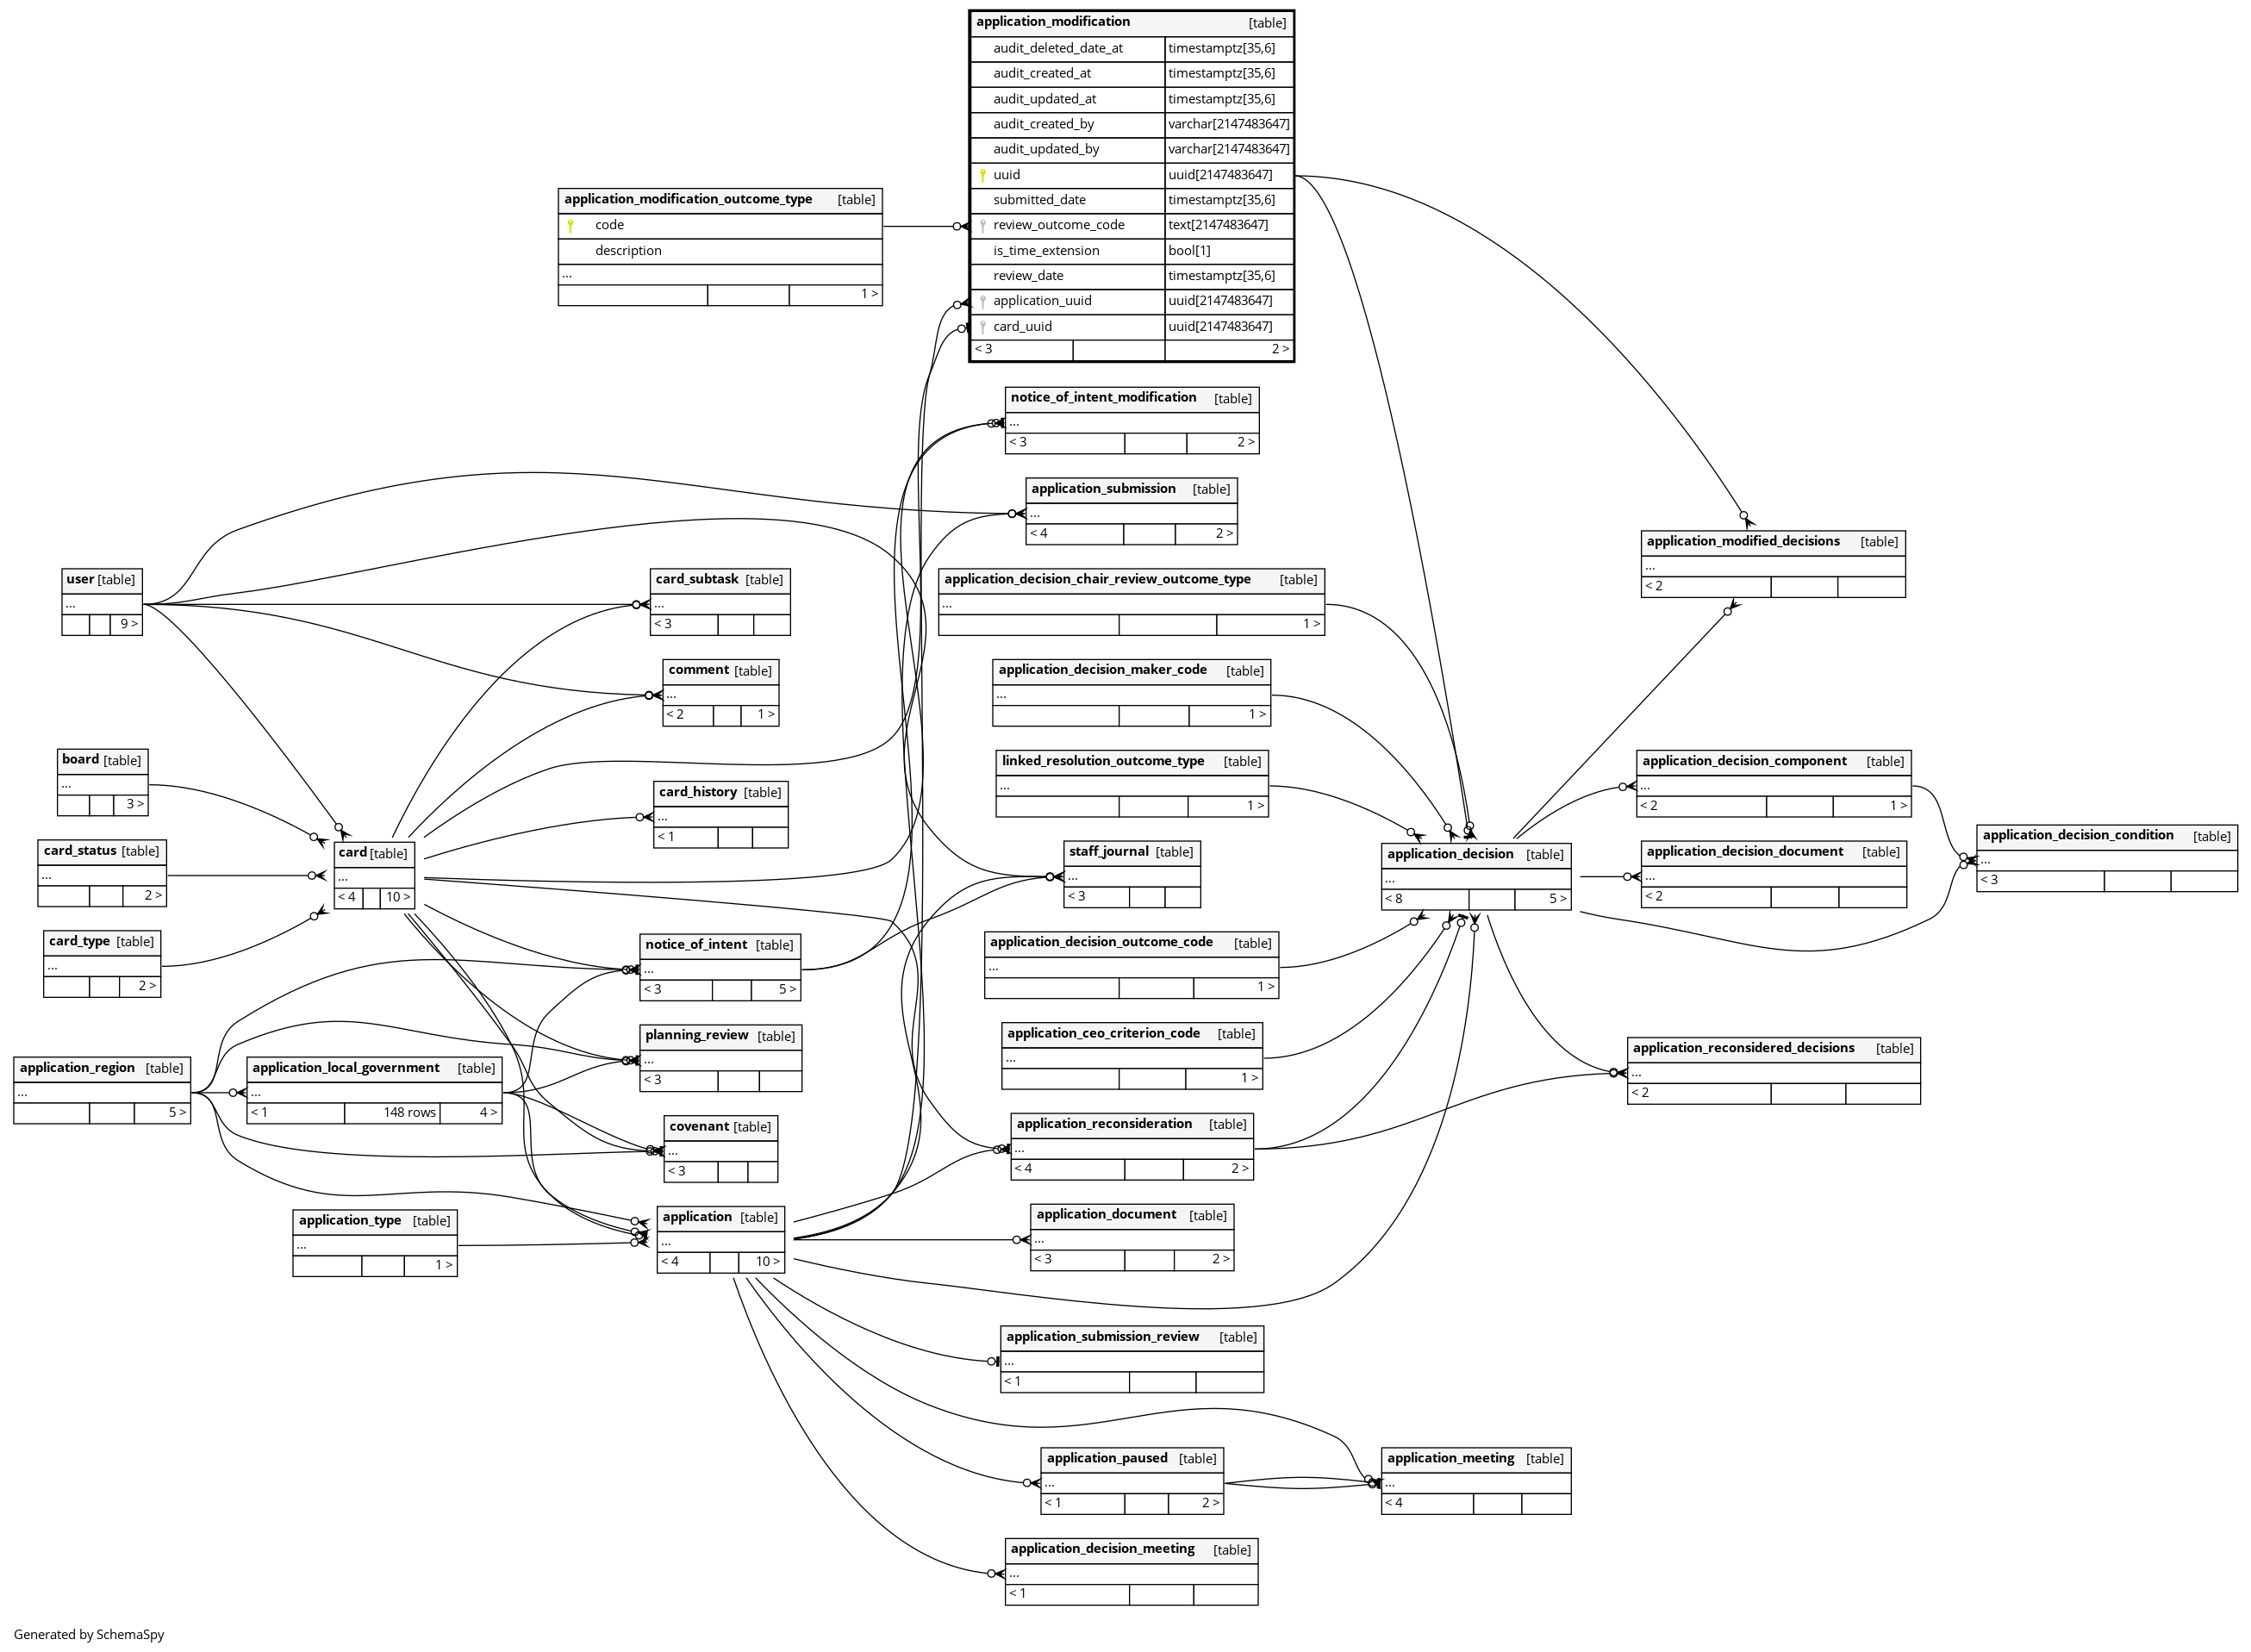 application_modification [table]
audit_deleted_date_at timestamptz[35,6]
audit_created_at timestamptz[35,6]
audit_updated_at timestamptz[35,6]
audit_created_by varchar[2147483647]
audit_updated_by varchar[2147483647]
uuid uuid[2147483647]
submitted_date timestamptz[35,6]
review_outcome_code text[2147483647]
is_time_extension bool[1]
review_date timestamptz[35,6]
application_uuid uuid[2147483647]
card_uuid uuid[2147483647]
< 3 2 >
application_modification_outcome_type [table]
code
description
...
1 >
notice_of_intent_modification [table]
...
< 3 2 >
application_submission [table]
...
< 4 2 >
application_modified_decisions [table]
...
< 2
user [table]
...
9 >
card_subtask [table]
...
< 3
application_decision_chair_review_outcome_type [table]
...
1 >
comment [table]
...
< 2 1 >
application_decision_maker_code [table]
...
1 >
board [table]
...
3 >
linked_resolution_outcome_type [table]
...
1 >
application_decision_component [table]
...
< 2 1 >
card_history [table]
...
< 1
application_decision_condition [table]
...
< 3
card_status [table]
...
2 >
card [table]
...
< 4 10 >
staff_journal [table]
...
< 3
application_decision [table]
...
< 8 5 >
application_decision_document [table]
...
< 2
card_type [table]
...
2 >
notice_of_intent [table]
...
< 3 5 >
application_decision_outcome_code [table]
...
1 >
planning_review [table]
...
< 3
application_ceo_criterion_code [table]
...
1 >
application_reconsidered_decisions [table]
...
< 2
application_region [table]
...
5 >
application_local_government [table]
...
< 1 148 rows 4 >
covenant [table]
...
< 3
application_reconsideration [table]
...
< 4 2 >
application_type [table]
...
1 >
application [table]
...
< 4 10 >
application_document [table]
...
< 3 2 >
application_submission_review [table]
...
< 1
application_paused [table]
...
< 1 2 >
application_meeting [table]
...
< 4
application_decision_meeting [table]
...
< 1
Generated by SchemaSpy